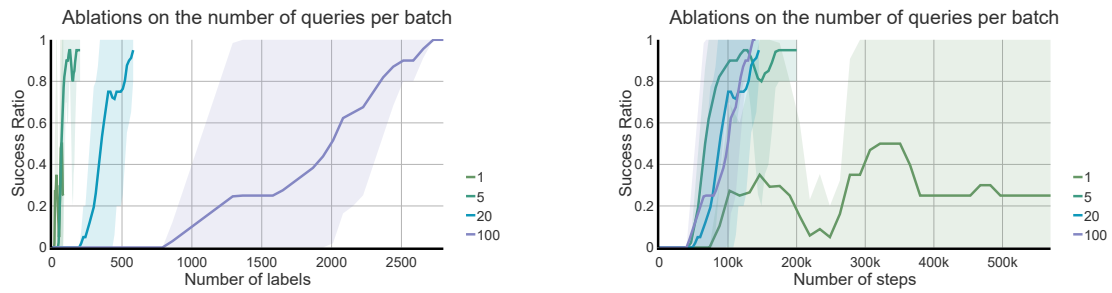 Ablations on the number of queries per batch
1
0.8
0.6
0.4
0.2
0
Success Ratio
0
500
1000
1500
2000
2500
Number of labels
1
5
20
100
Ablations on the number of queries per batch
1
0.8
0.6
0.4
0.2
0
Success Ratio
0
100k
200k
300k
400k
500k
Number of steps
1
5
20
100